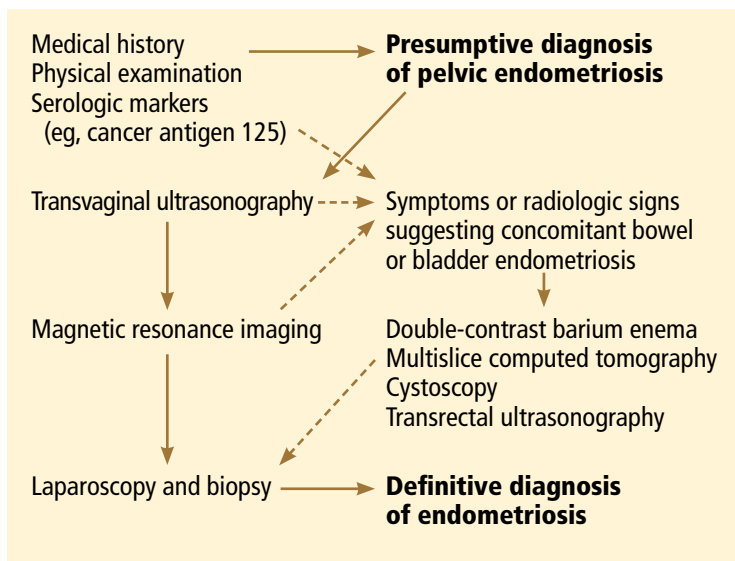 Medical history
Physical examination
Serologic markers
(eg, cancer antigen 125)
Presumptive diagnosis
of pelvic endometriosis
Transvaginal ultrasonography
Symptoms or radiologic signs
suggesting concomitant bowel
or bladder endometriosis
Magnetic resonance imaging
Double-contrast barium enema
Multislice computed tomography
Cystoscopy
Transrectal ultrasonography
Laparoscopy and biopsy
Definitive diagnosis
of endometriosis